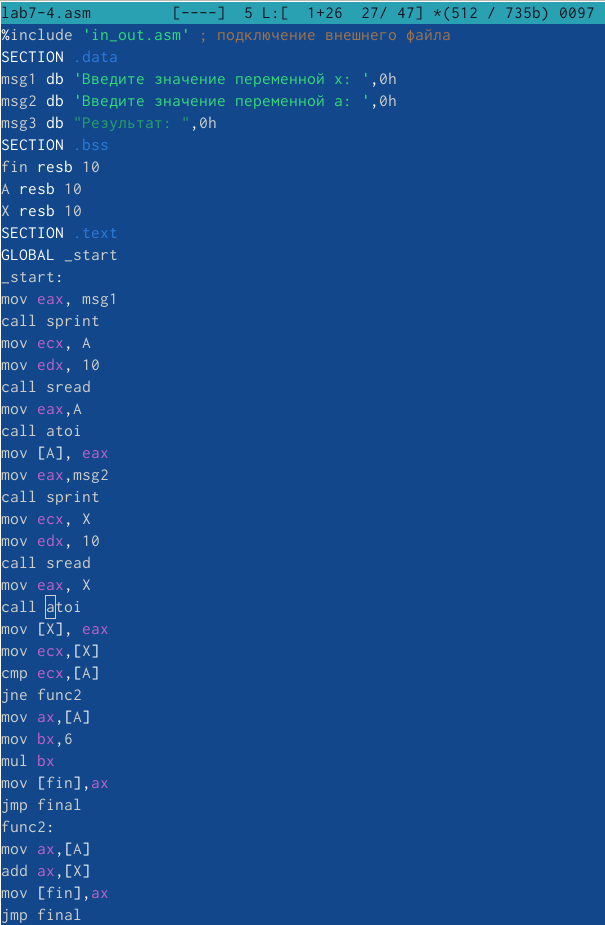 lab7-4.asm         [----]  5 L:[  1+26  27/ 47] *(512 / 735b) 0097
%include 'in_out.asm' ; подключение внешнего файла
SECTION .data
msg1 db 'Введите значение переменной x: ',0h
msg2 db 'Введите значение переменной a: ',0h
msg3 db "Результат: ",0h
SECTION .bss
fin resb 10
A resb 10
X resb 10
SECTION .text
GLOBAL _start
_start:
mov eax, msg1
call sprint
mov ecx, A
mov edx, 10
call sread
mov eax,A
call atoi
mov [A], eax
mov eax,msg2
call sprint
mov ecx, X
mov edx, 10
call sread
mov eax, X
call atoi
mov [X], eax
mov ecx,[X]
cmp ecx,[A]
jne func2
mov ax,[A]
mov bx,6
mul bx
mov [fin],ax
jmp final
func2:
mov ax,[A]
add ax,[X]
mov [fin],ax
jmp final